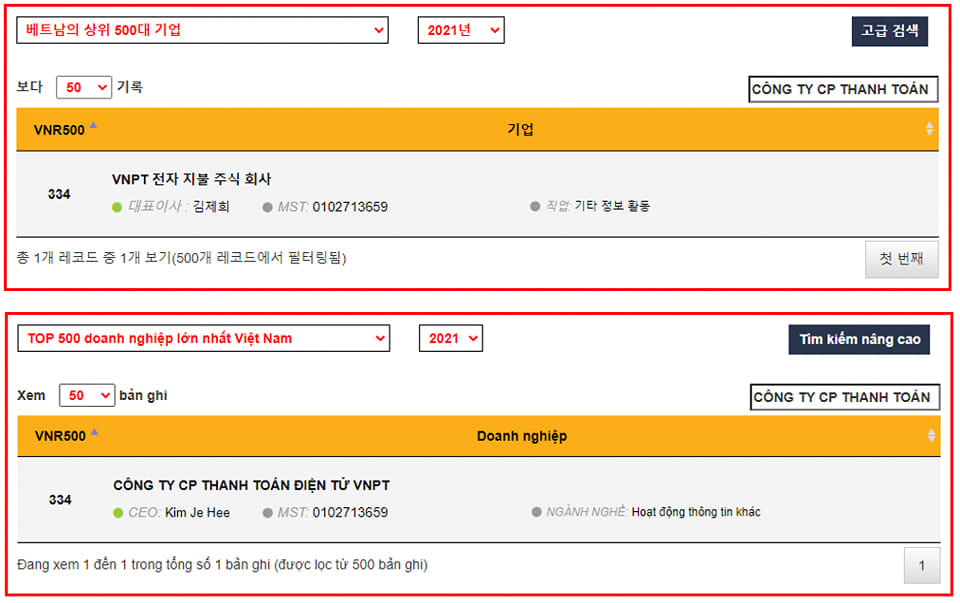 베트남의 상위 500대 기업 2021년 고급 검색
보다 50 기록 CÔNG TY CP THANH TOÁN
VNR500 기업
334 VNPT 전자 지불 주식 회사
대표이사 : 김제희 MST: 0102713659 직업: 기타 정보 활동
총 1개 레코드 중 1개 보기(500개 레코드에서 필터링됨) 첫 번째
TOP 500 doanh nghiệp lớn nhất Việt Nam 2021 Tìm kiếm nâng cao
Xem 50 bản ghi CÔNG TY CP THANH TOÁN
VNR500 Doanh nghiệp
334 CÔNG TY CP THANH TOÁN ĐIỆN TỬ VNPT
CEO: Kim Je Hee MST: 0102713659 NGÀNH NGHỀ: Hoạt động thông tin khác
Đang xem 1 đến 1 trong tổng số 1 bản ghi (được lọc từ 500 bản ghi) 1